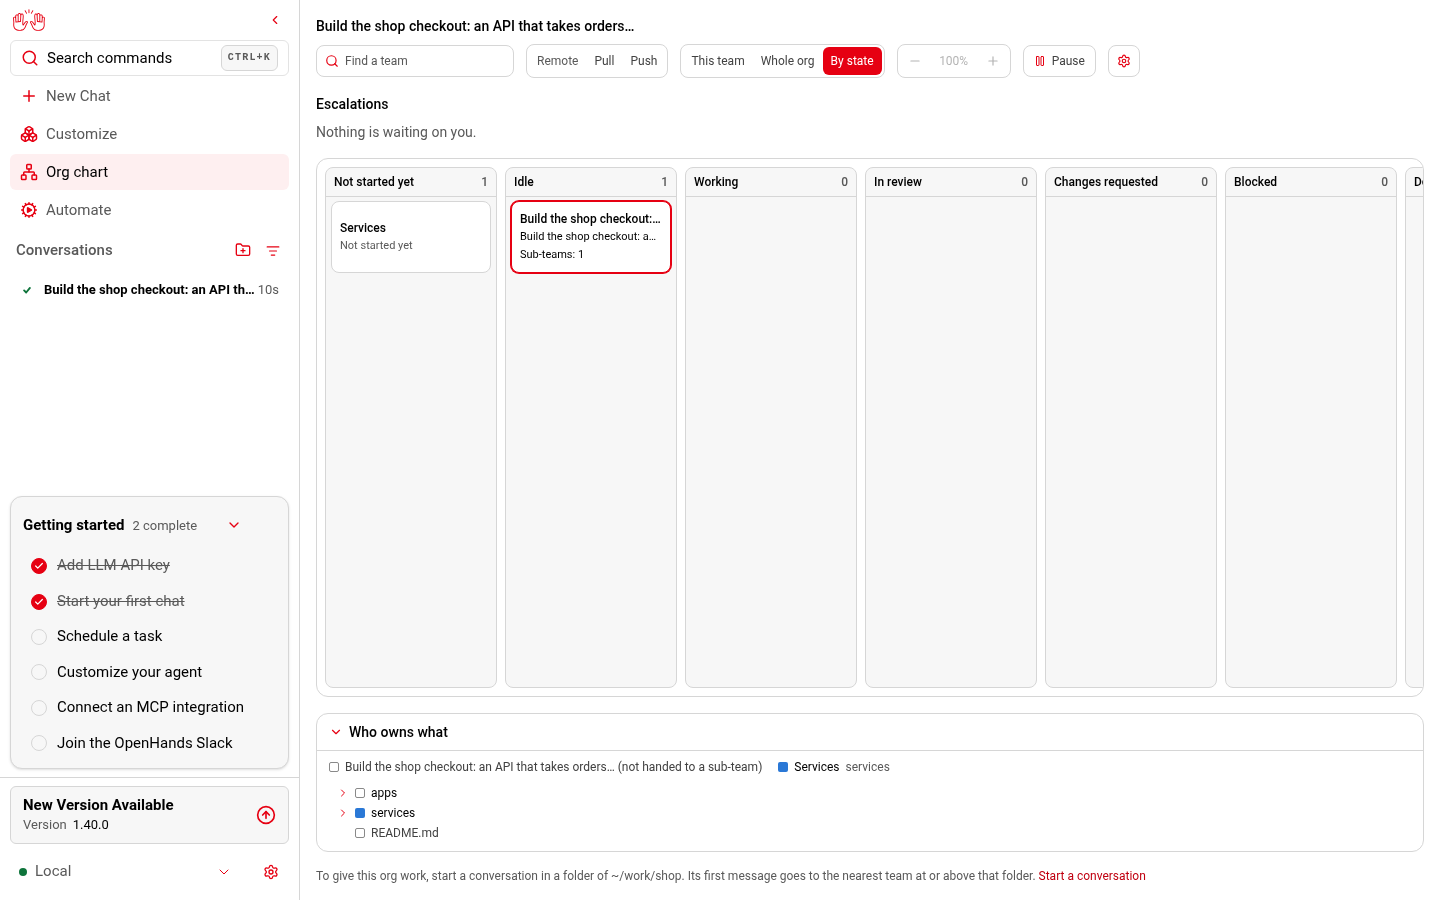 Search commands
CTRL+K
New Chat
Customize
Org chart
Automate
Conversations
Build the shop checkout: an API th... 10s
Getting started 2 complete
Add LLM API key
Start your first chat
Schedule a task
Customize your agent
Connect an MCP integration
Join the OpenHands Slack
New Version Available
Version 1.40.0
Local
Build the shop checkout: an API that takes orders...
Find a team
Remote Pull Push
This team Whole org By state
100%
Pause
Escalations
Nothing is waiting on you.
Not started yet 1
Services
Not started yet
Idle 1
Build the shop checkout:...
Build the shop checkout: a...
Sub-teams: 1
Working 0
In review 0
Changes requested 0
Blocked 0
Who owns what
Build the shop checkout: an API that takes orders... (not handed to a sub-team) Services services
apps
services
README.md
To give this org work, start a conversation in a folder of ~/work/shop. Its first message goes to the nearest team at or above that folder. Start a conversation